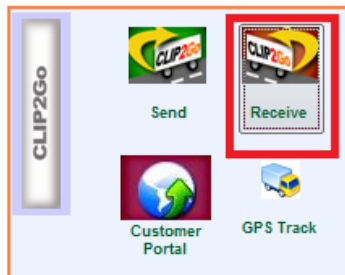 CLIP2Go
CLIP2Go
CLIP2Go
Send
Receive
Customer
Portal
GPS Track